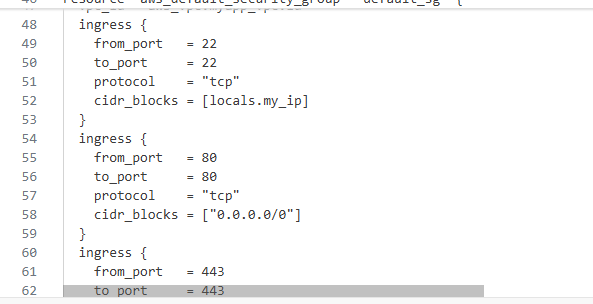 resource "aws_default_security_group" "default_sg" {
48 ingress {
49 from_port = 22
50 to_port = 22
51 protocol = "tcp"
52 cidr_blocks = [locals.my_ip]
53 }
54 ingress {
55 from_port = 80
56 to_port = 80
57 protocol = "tcp"
58 cidr_blocks = ["0.0.0.0/0"]
59 }
60 ingress {
61 from_port = 443
62 to_port = 443